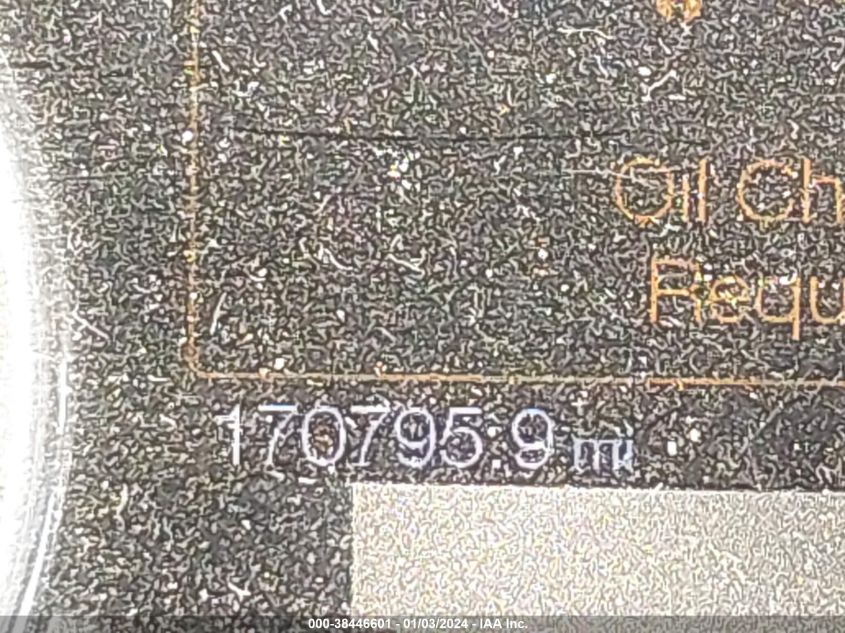 Oil Ch
Requ
170795.9 mi
000-38446601 - 01/03/2024 - IAA Inc.